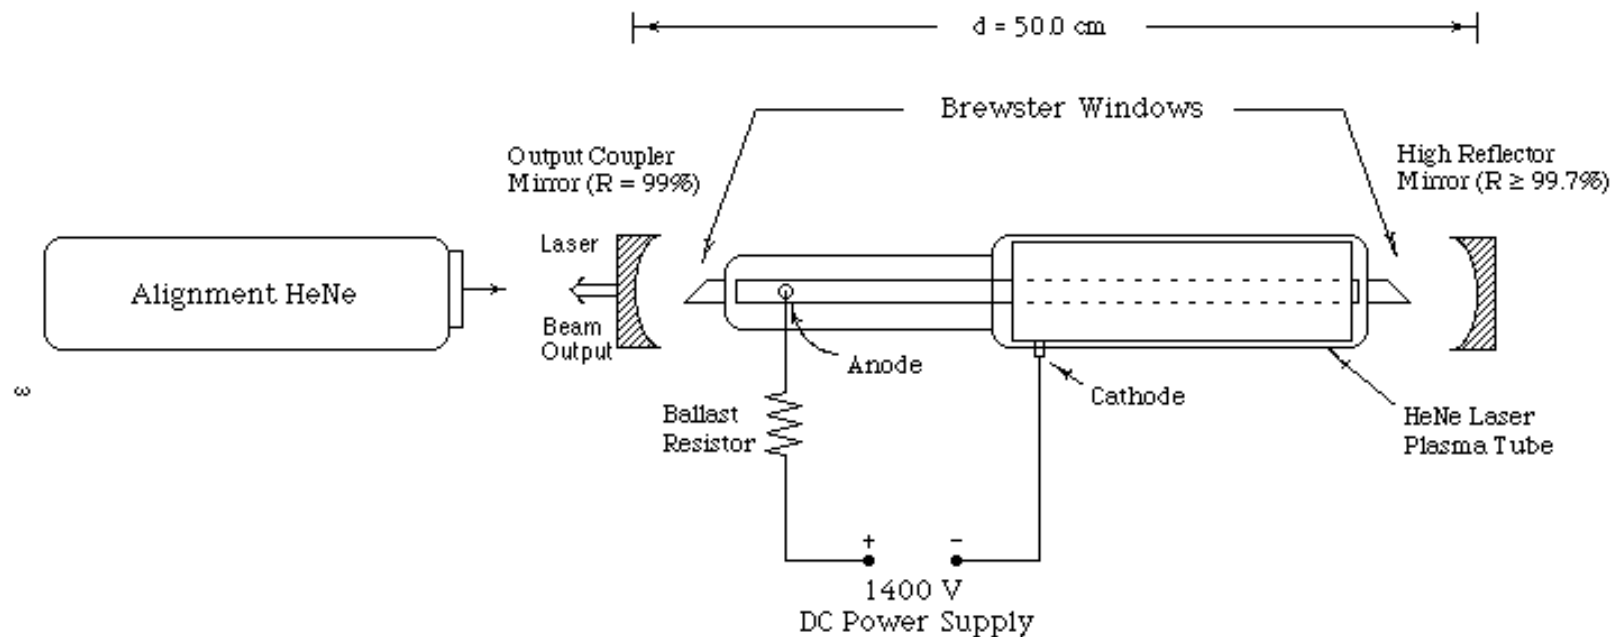 d = 50.0 cm
Brewster Windows
Output Coupler
Mirror (R = 99%)
High Reflector
Mirror (R ≥ 99.7%)
Alignment HeNe
Laser
Beam
Output
Anode
Cathode
Ballast
Resistor
HeNe Laser
Plasma Tube
ω
+ -
1400 V
DC Power Supply